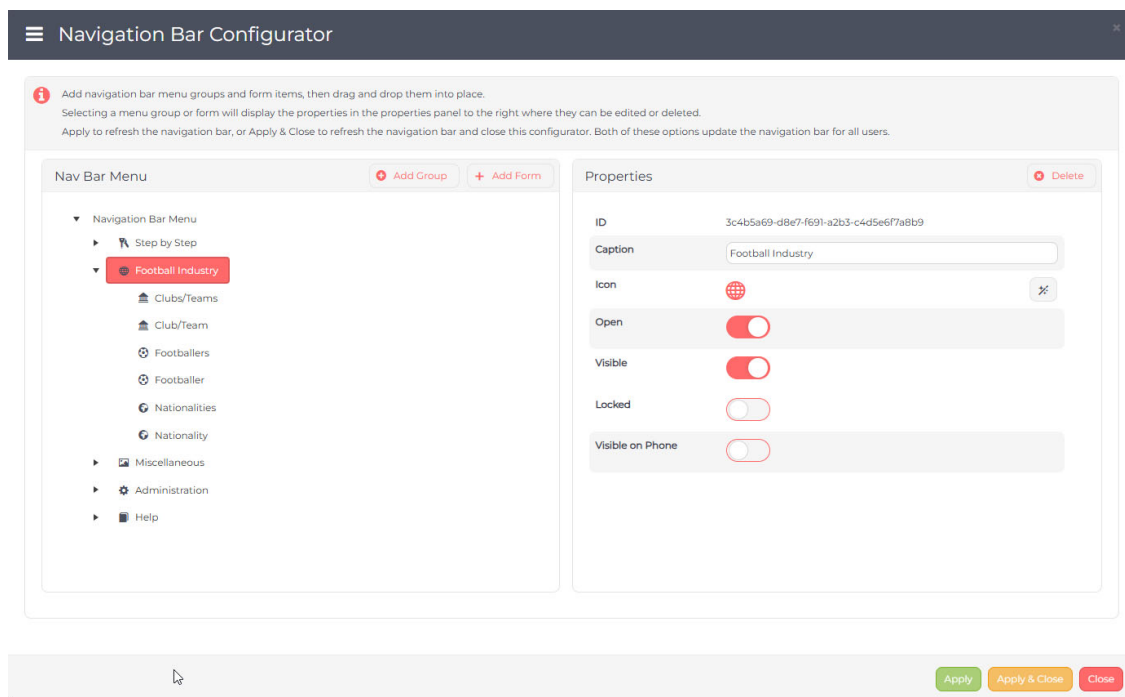 Navigation Bar Configurator
Add navigation bar menu groups and form items, then drag and drop them into place.
Selecting a menu group or form will display the properties in the properties panel to the right where they can be edited or deleted.
Apply to refresh the navigation bar, or Apply & Close to refresh the navigation bar and close this configurator. Both of these options update the navigation bar for all users.
Nav Bar Menu
Add Group
Add Form
Navigation Bar Menu
Step by Step
Football Industry
Clubs/Teams
Club/Team
Footballers
Footballer
Nationalities
Nationality
Miscellaneous
Administration
Help
Properties
Delete
ID
3c4b5a69-d8e7-f691-a2b3-c4d5e6f7a8b9
Caption
Football Industry
Icon
Open
Visible
Locked
Visible on Phone
Apply
Apply & Close
Close